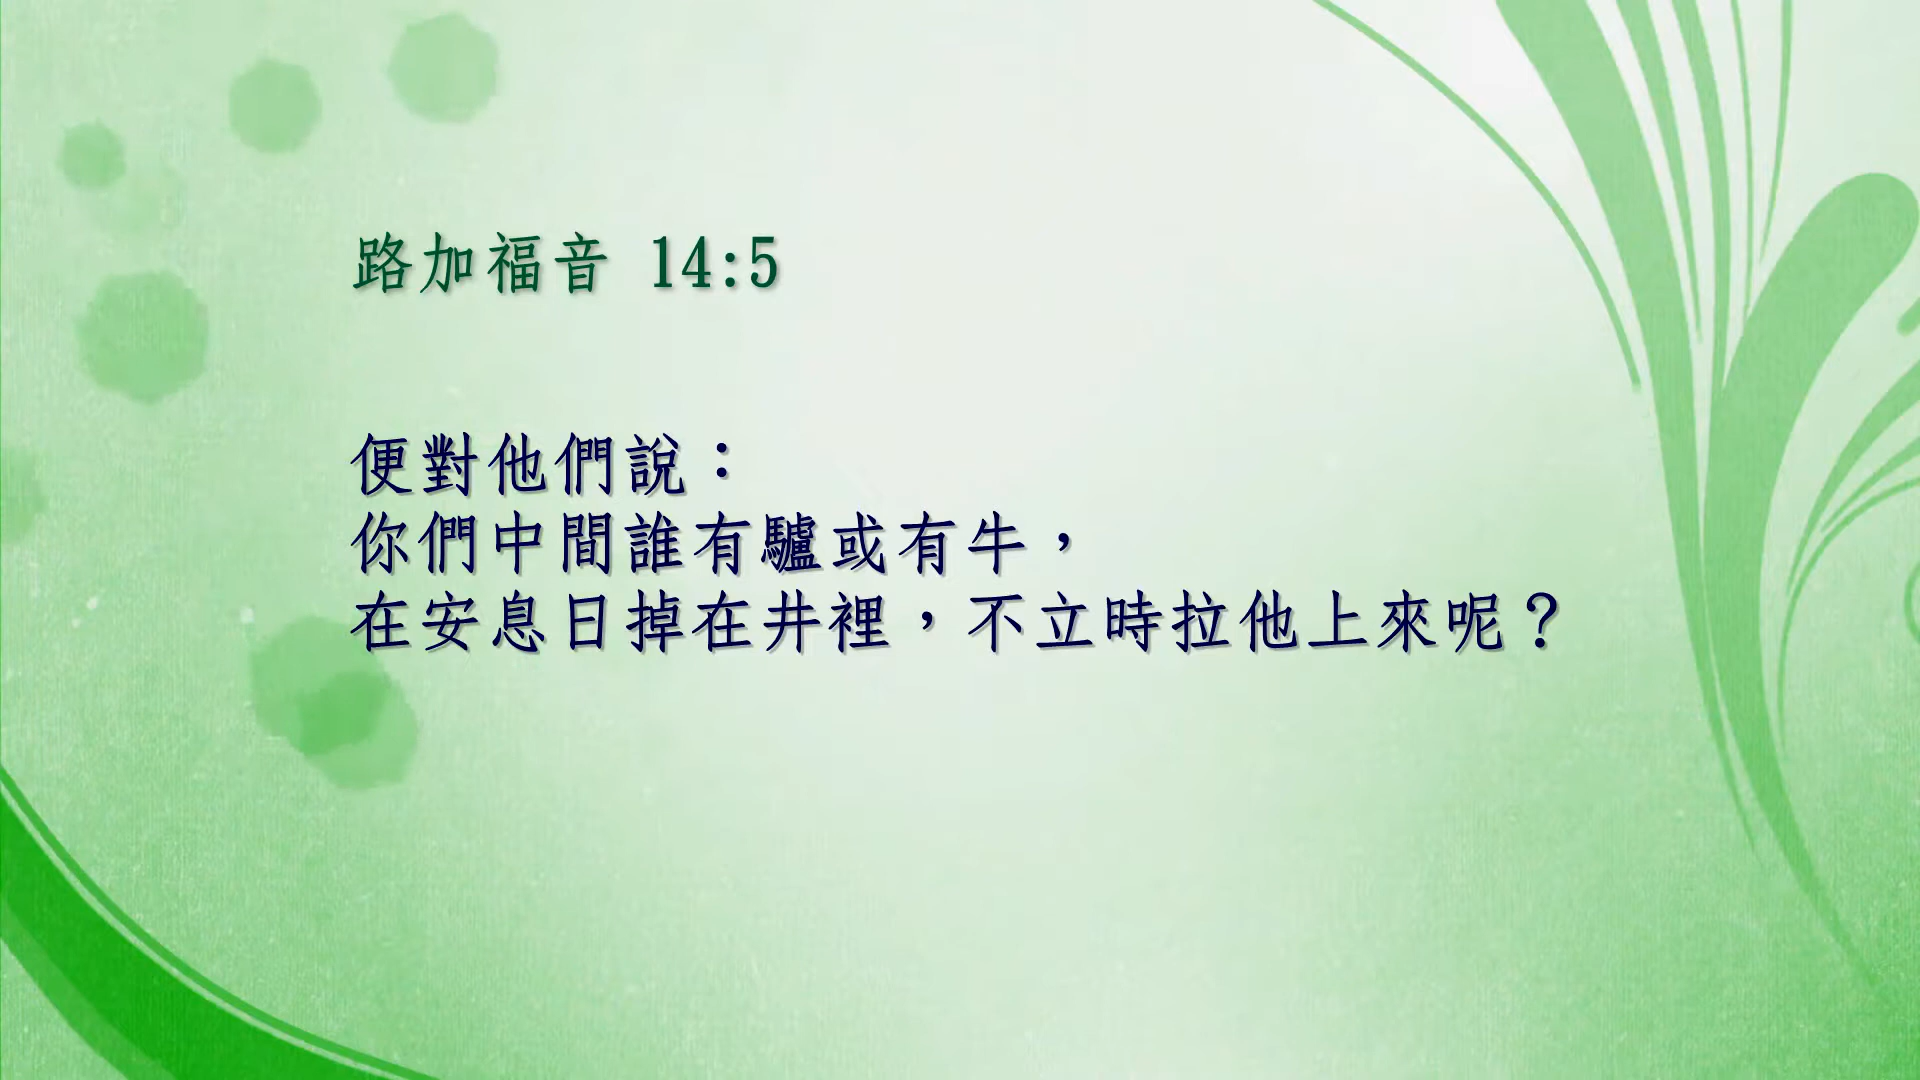 路加福音 14:5
便對他們說：
你們中間誰有驢或有牛，
在安息日掉在井裡，不立時拉他上來呢？